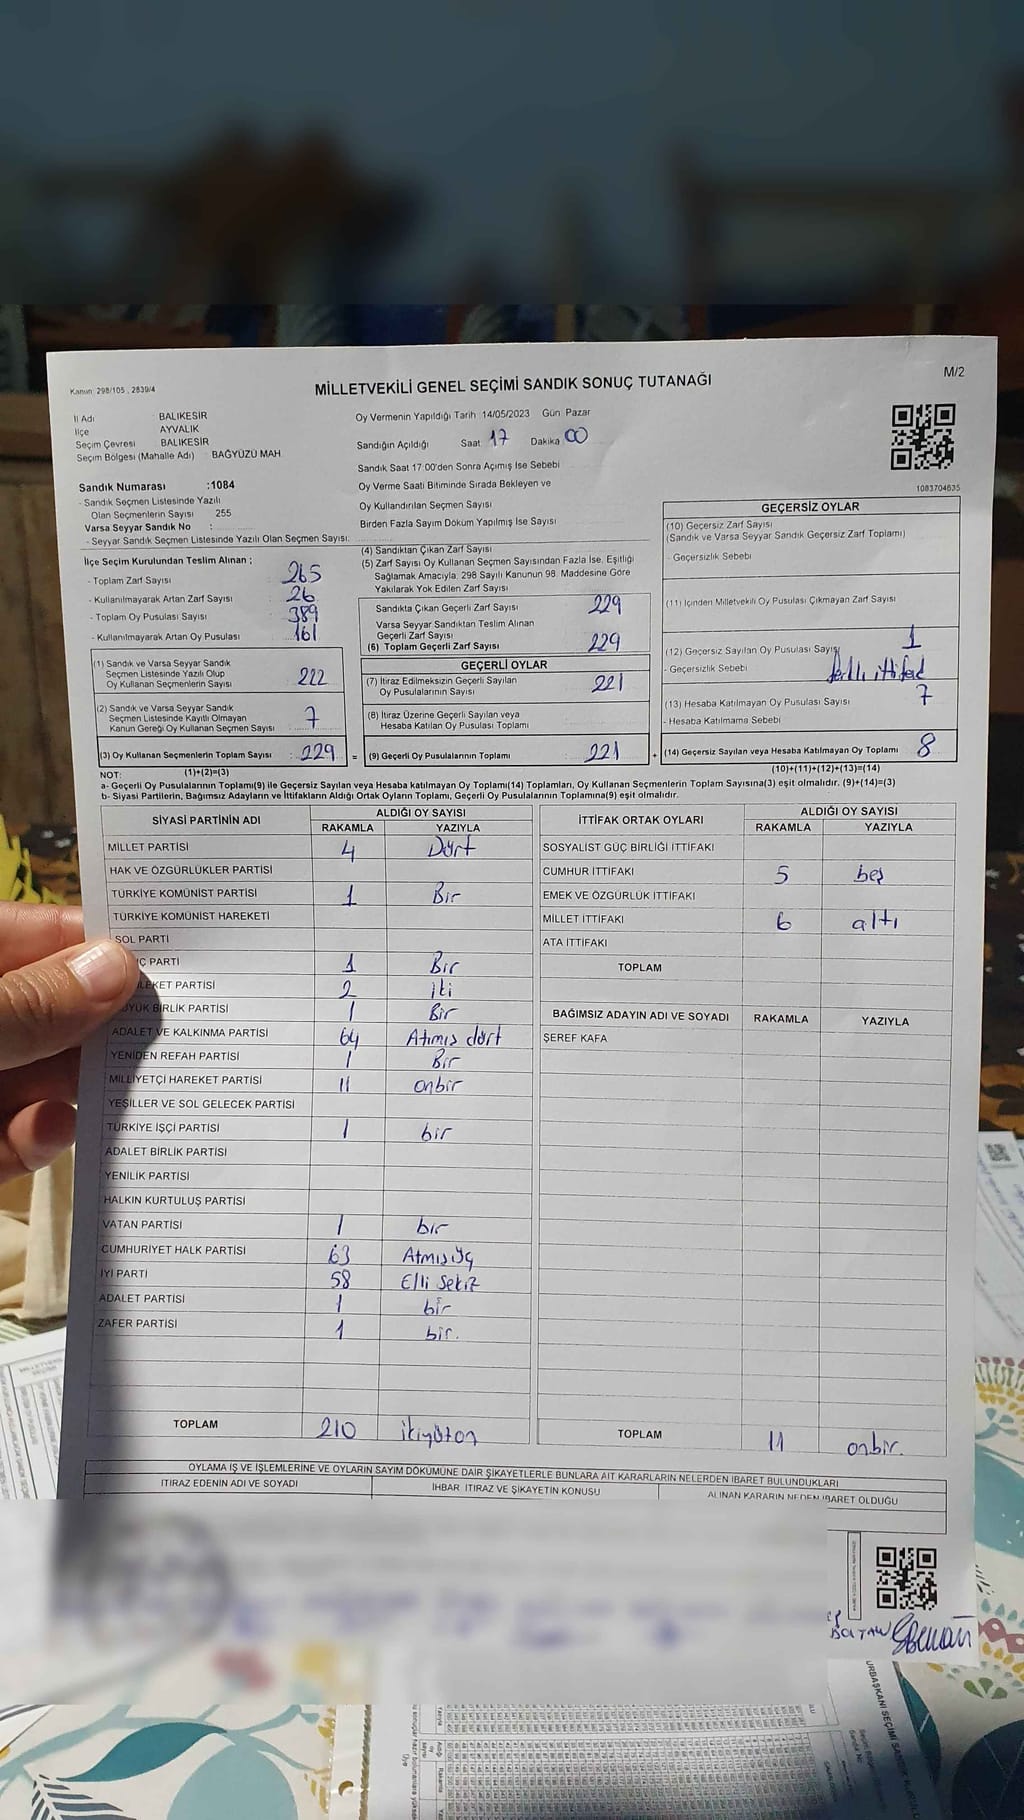 M/2
Kanun: 298/105 , 2839/4
MİLLETVEKİLİ GENEL SEÇİMİ SANDIK SONUÇ TUTANAĞI
İl Adı BALIKESİR
İlçe AYVALIK
Seçim Çevresi BALIKESİR
Seçim Bölgesi (Mahalle Adı) BAĞYÜZÜ MAH.
Oy Vermenin Yapıldığı Tarih 14/05/2023 Gün Pazar
Sandığın Açıldığı Saat 17 Dakika 00
Sandık Saat 17:00'den Sonra Açımış İse Sebebi
Oy Verme Saati Bitiminde Sırada Bekleyen ve
Oy Kullandırılan Seçmen Sayısı
Birden Fazla Sayım Döküm Yapılmış İse Sayısı
1083704635
Sandık Numarası :1084
- Sandık Seçmen Listesinde Yazılı
Olan Seçmenlerin Sayısı 255
Varsa Seyyar Sandık No :
- Seyyar Sandık Seçmen Listesinde Yazılı Olan Seçmen Sayısı:
İlçe Seçim Kurulundan Teslim Alınan ;
- Toplam Zarf Sayısı 265
- Kullanılmayarak Artan Zarf Sayısı 26
- Toplam Oy Pusulası Sayısı 389
- Kullanılmayarak Artan Oy Pusulası 161
(1) Sandık ve Varsa Seyyar Sandık
Seçmen Listesinde Yazılı Olup
Oy Kullanan Seçmenlerin Sayısı 222
(2) Sandık ve Varsa Seyyar Sandık
Seçmen Listesinde Kayıtlı Olmayan
Kanun Gereği Oy Kullanan Seçmen Sayısı 7
(3) Oy Kullanan Seçmenlerin Toplam Sayısı : 229 =
(1)+(2)=(3)
(4) Sandıktan Çıkan Zarf Sayısı
(5) Zarf Sayısı Oy Kullanan Seçmen Sayısından Fazla İse, Eşitliği
Sağlamak Amacıyla; 298 Sayılı Kanunun 98. Maddesine Göre
Yakılarak Yok Edilen Zarf Sayısı
Sandıkta Çıkan Geçerli Zarf Sayısı 229
Varsa Seyyar Sandıktan Teslim Alınan
Geçerli Zarf Sayısı
(6) Toplam Geçerli Zarf Sayısı 229
GEÇERLİ OYLAR
(7) İtiraz Edilmeksizin Geçerli Sayılan
Oy Pusulalarının Sayısı 221
(8) İtiraz Üzerine Geçerli Sayılan veya
Hesaba Katılan Oy Pusulası Toplamı
(9) Geçerli Oy Pusulalarının Toplamı 221 +
GEÇERSİZ OYLAR
(10) Geçersiz Zarf Sayısı
(Sandık ve Varsa Seyyar Sandık Geçersiz Zarf Toplamı)
- Geçersizlik Sebebi
(11) İçinden Milletvekili Oy Pusulası Çıkmayan Zarf Sayısı
(12) Geçersiz Sayılan Oy Pusulası Sayısı 1
- Geçersizlik Sebebi
(13) Hesaba Katılmayan Oy Pusulası Sayısı 7
- Hesaba Katılmama Sebebi
(14) Geçersiz Sayılan veya Hesaba Katılmayan Oy Toplamı 8
(10)+(11)+(12)+(13)=(14)
NOT:
a- Geçerli Oy Pusulalarının Toplamı(9) ile Geçersiz Sayılan veya Hesaba katılmayan Oy Toplamı(14) Toplamları, Oy Kullanan Seçmenlerin Toplam Sayısına(3) eşit olmalıdır. (9)+(14)=(3)
b- Siyasi Partilerin, Bağımsız Adayların ve İttifakların Aldığı Ortak Oyların Toplamı, Geçerli Oy Pusulalarının Toplamına(9) eşit olmalıdır.
SİYASİ PARTİNİN ADI ALDIĞI OY SAYISI
RAKAMLA YAZIYLA
MİLLET PARTİSİ 4 Dört
HAK VE ÖZGÜRLÜKLER PARTİSİ
TÜRKİYE KOMÜNİST PARTİSİ 1 Bir
TÜRKİYE KOMÜNİST HAREKETİ
SOL PARTİ
Ç PARTİ 1 Bir
LEKET PARTİSİ 2 iki
YÜK BİRLİK PARTİSİ 1 Bir
ADALET VE KALKINMA PARTİSİ 64 Atmış dört
YENİDEN REFAH PARTİSİ 1 Bir
MİLLİYETÇİ HAREKET PARTİSİ 11 onbir
YEŞİLLER VE SOL GELECEK PARTİSİ
TÜRKİYE İŞÇİ PARTİSİ 1 bir
ADALET BİRLİK PARTİSİ
YENİLİK PARTİSİ
HALKIN KURTULUŞ PARTİSİ
VATAN PARTİSİ 1 bir
CUMHURİYET HALK PARTİSİ 63 Atmışüç
İYİ PARTİ 58 Elli Sekiz
ADALET PARTİSİ 1 bir
ZAFER PARTİSİ 1 bir.
TOPLAM 210 ikiyüzon
İTTİFAK ORTAK OYLARI ALDIĞI OY SAYISI
RAKAMLA YAZIYLA
SOSYALİST GÜÇ BİRLİĞİ İTTİFAKI
CUMHUR İTTİFAKI 5 beş
EMEK VE ÖZGÜRLÜK İTTİFAKI
MİLLET İTTİFAKI 6 altı
ATA İTTİFAKI
TOPLAM
BAĞIMSIZ ADAYIN ADI VE SOYADI RAKAMLA YAZIYLA
ŞEREF KAFA
TOPLAM 11 onbir.
OYLAMA İŞ VE İŞLEMLERİNE VE OYLARIN SAYIM DÖKÜMÜNE DAİR ŞİKAYETLERLE BUNLARA AİT KARARLARIN NELERDEN İBARET BULUNDUKLARI
İTİRAZ EDENİN ADI VE SOYADI İHBAR İTİRAZ VE ŞİKAYETİN KONUSU ALINAN KARARIN NEDEN İBARET OLDUĞU